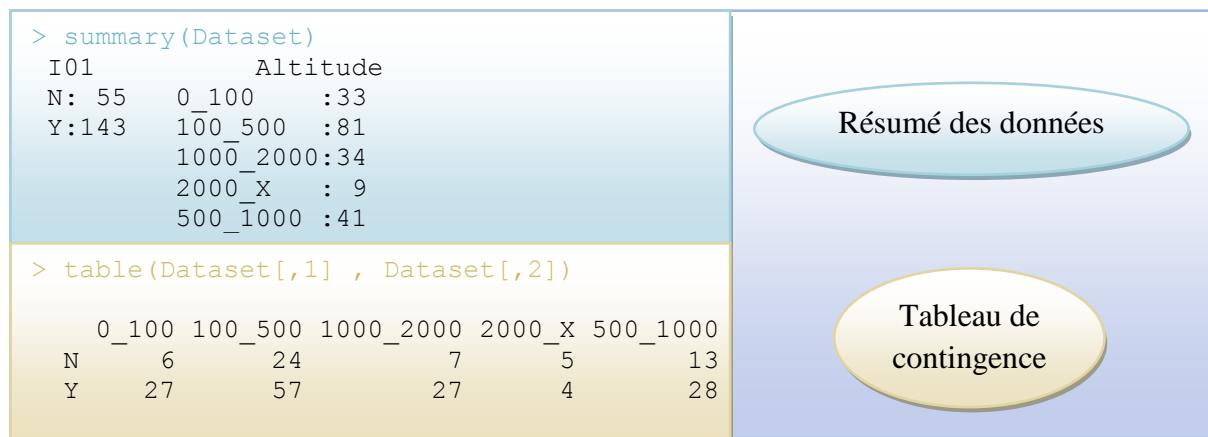 > summary(Dataset)
I01 Altitude
N: 55 0_100 :33
Y:143 100_500 :81
1000_2000:34
2000_X : 9
500_1000 :41
Résumé des données
> table(Dataset[,1] , Dataset[,2])
0_100 100_500 1000_2000 2000_X 500_1000
N 6 24 7 5 13
Y 27 57 27 4 28
Tableau de
contingence